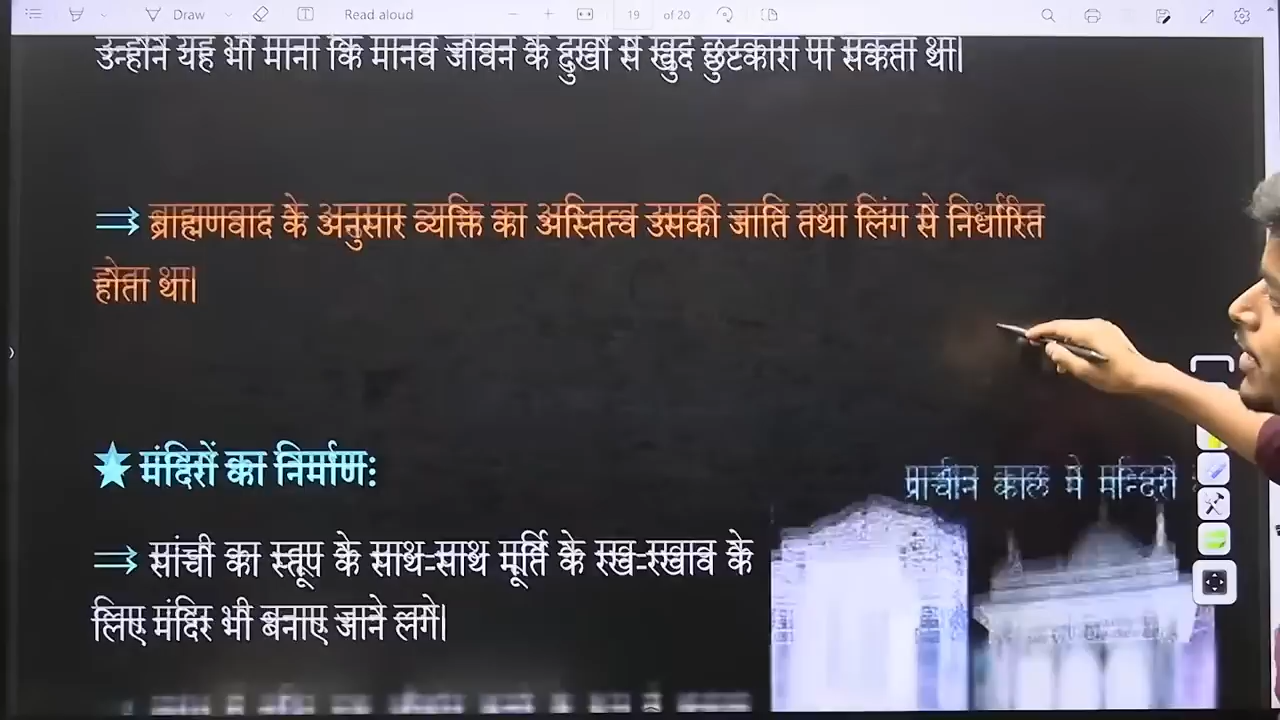 Draw
Read aloud
19 of 20
उन्होंने यह भी माना कि मानव जीवन के दुखों से खुद छुटकारा पा सकता था।
⇒ ब्राह्मणवाद के अनुसार व्यक्ति का अस्तित्व उसकी जाति तथा लिंग से निर्धारित
होता था।
★ मंदिरों का निर्माण:
प्राचीन काल मे मन्दिरो
⇒ सांची का स्तूप के साथ-साथ मूर्ति के रख-रखाव के
लिए मंदिर भी बनाए जाने लगे।